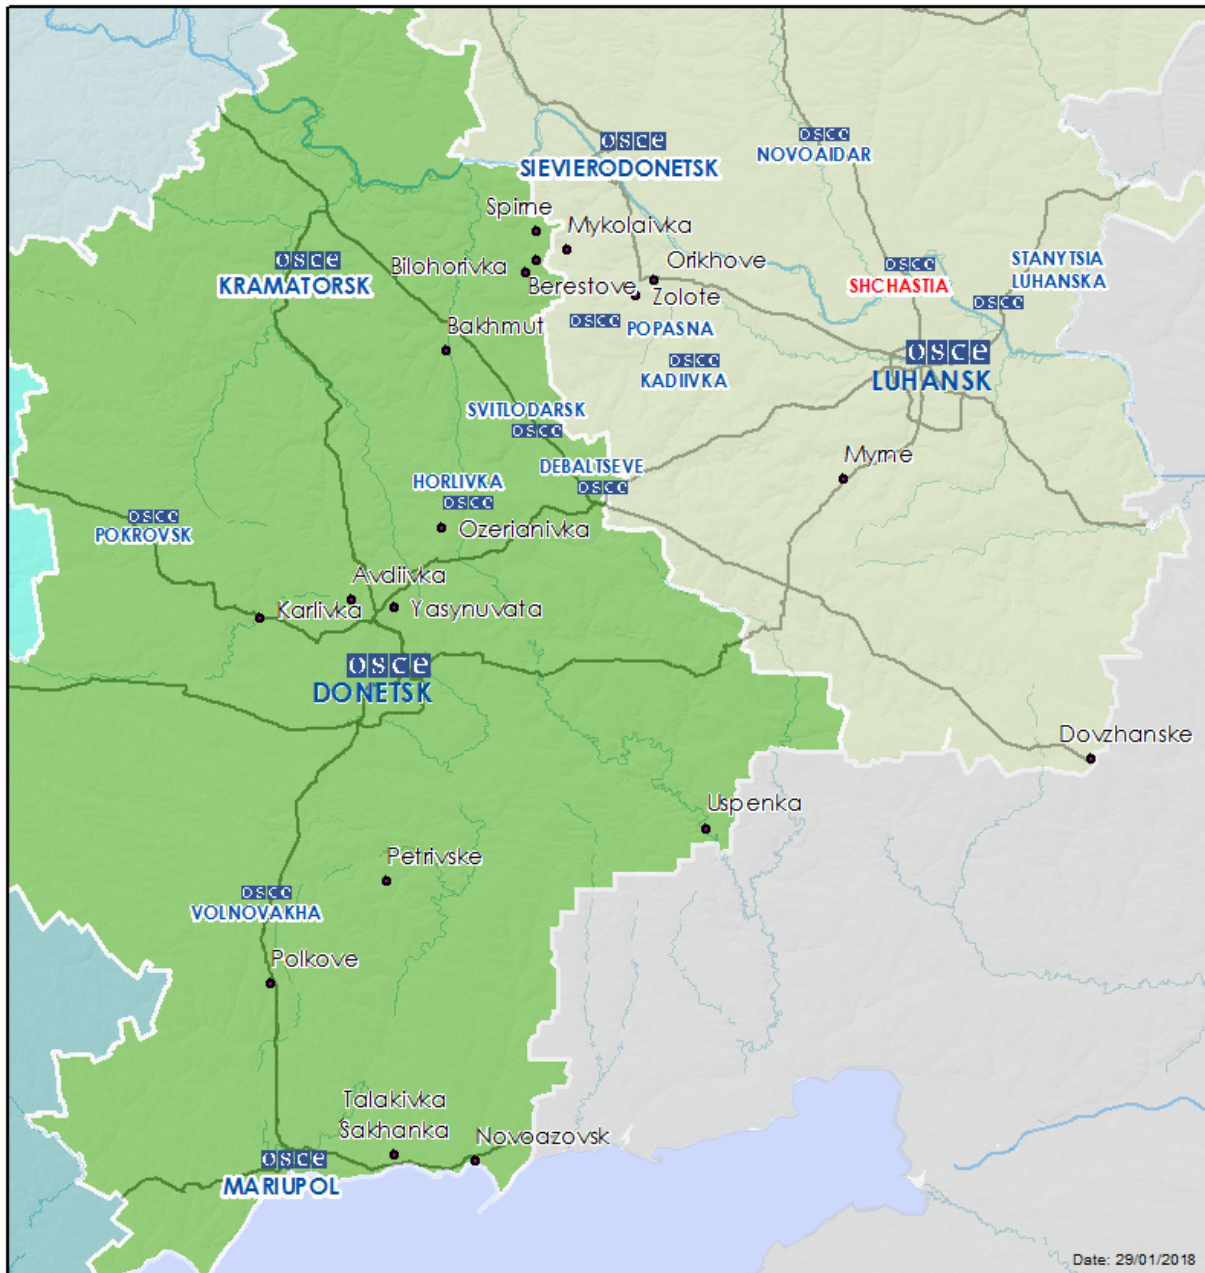 osce
SIEVIERODONETSK
osce
NOVOAIDAR
Spirne
Mykolaivka
osce
KRAMATORSK
Bilohorivka
Berestove
Orikhove
Zolote
osce
SHCHASTIA
STANYTSIA
LUHANSKA
osce
osce
POPASNA
Bakhmut
osce
KADIIVKA
osce
LUHANSK
SVITLODARSK
osce
DEBALTSEVE
osce
Myrne
HORLIVKA
osce
Ozerianivka
osce
POKROVSK
Avdiivka
Karlivka
Yasynuvata
osce
DONETSK
Dovzhanske
Uspenka
Petrivske
osce
VOLNOVAKHA
Polkove
Talakivka
Sakhanka
Novoazovsk
osce
MARIUPOL
Date: 29/01/2018